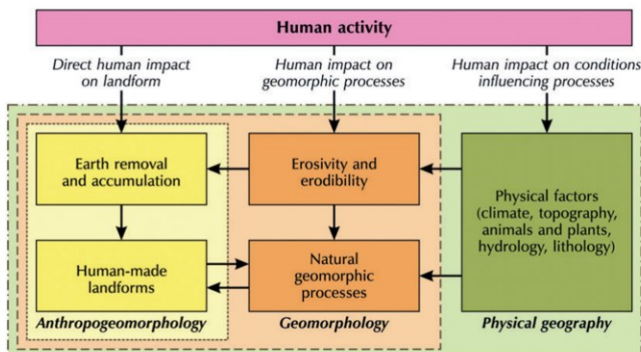 Human activity
Direct human impact
on landform
Human impact on
geomorphic processes
Human impact on conditions
influencing processes
Earth removal
and accumulation
Erosivity and
erodibility
Physical factors
(climate, topography,
animals and plants,
hydrology, lithology)
Human-made
landforms
Natural
geomorphic
processes
Anthropogeomorphology
Geomorphology
Physical geography